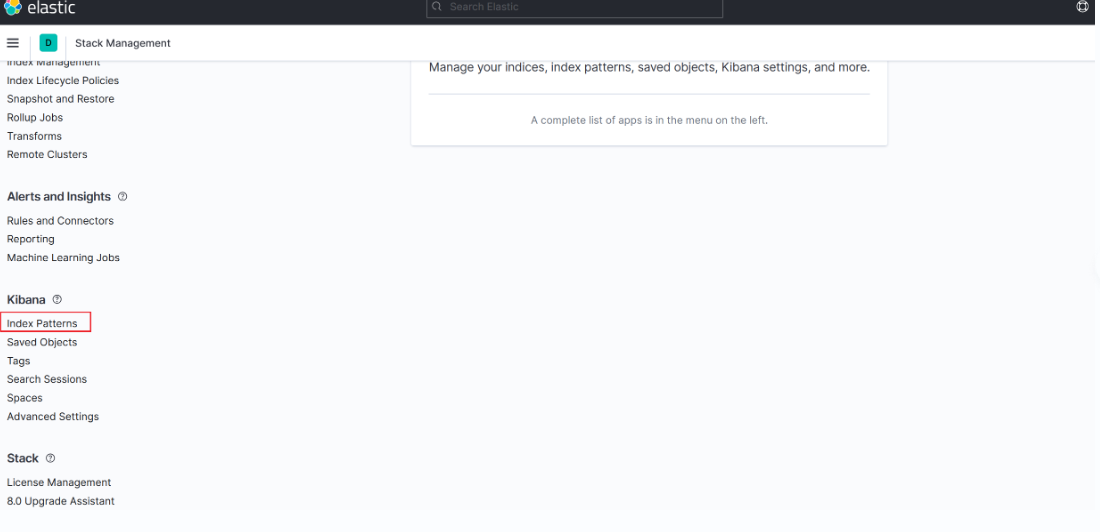 elastic
Search Elastic
D
Stack Management
Index Management
Index Lifecycle Policies
Snapshot and Restore
Rollup Jobs
Transforms
Remote Clusters
Alerts and Insights
Rules and Connectors
Reporting
Machine Learning Jobs
Kibana
Index Patterns
Saved Objects
Tags
Search Sessions
Spaces
Advanced Settings
Stack
License Management
8.0 Upgrade Assistant
Manage your indices, index patterns, saved objects, Kibana settings, and more.
A complete list of apps is in the menu on the left.